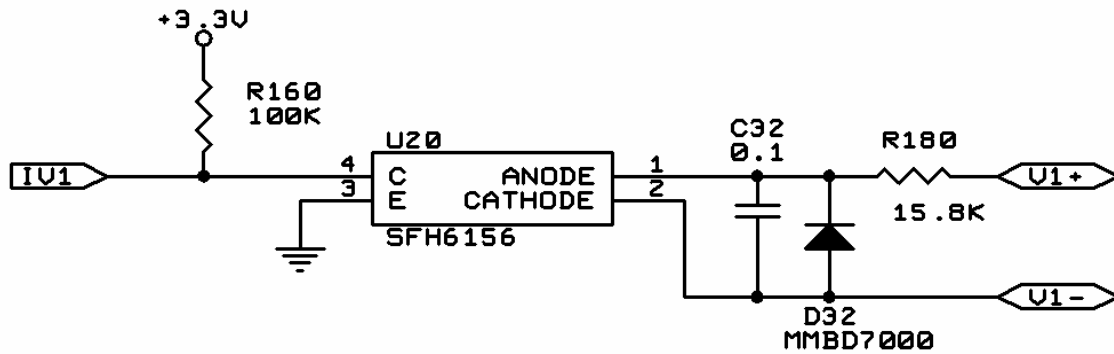 +3.3V
R160
100K
U20
C32
0.1
R180
IV1
4
C
ANODE
1
V1+
3
E
CATHODE
2
15.8K
SFH6156
V1-
D32
MMBD7000